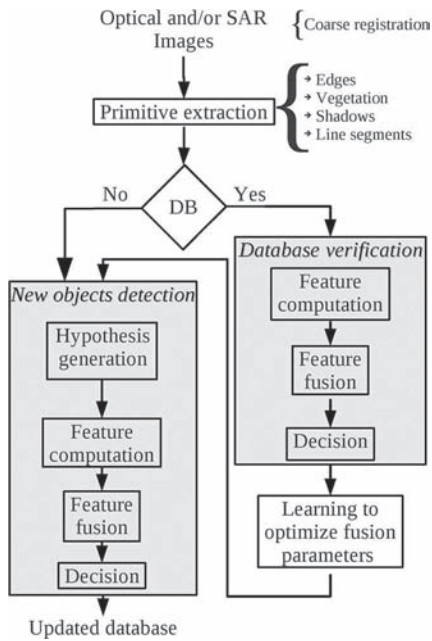 Optical and/or SAR
Images
Coarse registration
Primitive extraction
Edges
Vegetation
Shadows
Line segments
No
DB
Yes
New objects detection
Hypothesis
generation
Feature
computation
Feature
fusion
Decision
Updated database
Database verification
Feature
computation
Feature
fusion
Decision
Learning to
optimize fusion
parameters